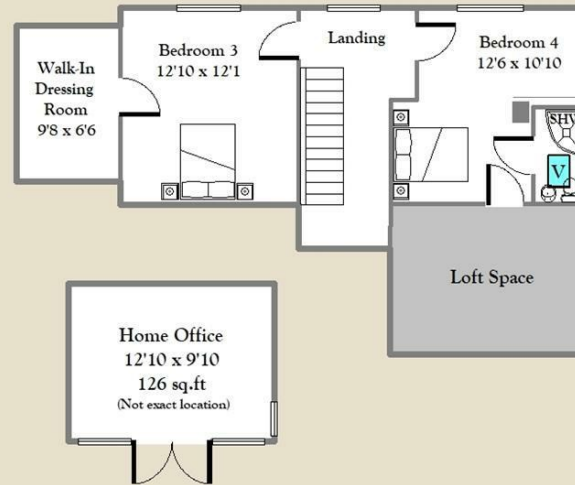 Bedroom 3
12'10 x 12'1
Landing
Bedroom 4
12'6 x 10'10
Walk-In
Dressing
Room
9'8 x 6'6
V
Loft Space
Home Office
12'10 x 9'10
126 sq.ft
(Not exact location)